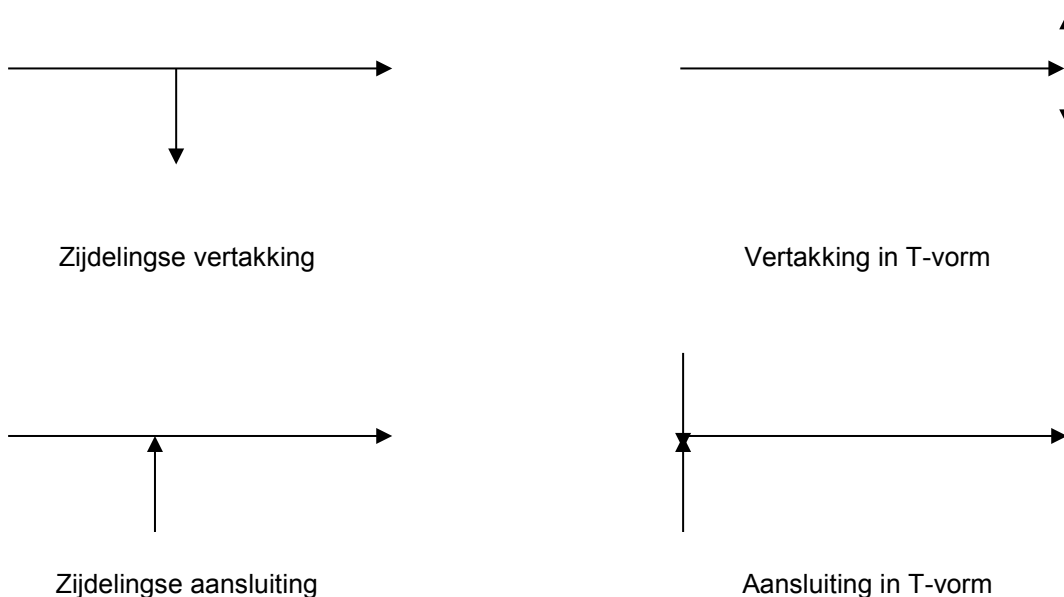 Zijdelingse vertakking
Vertakking in T-vorm
Zijdelingse aansluiting
Aansluiting in T-vorm